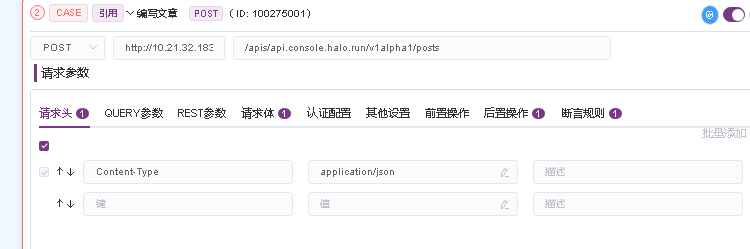 2 CASE 引用 编写文章 POST ( ID: 100275001)
POST http://10.21.32.183 /apis/api.console.halo.run/v1alpha1/posts
请求参数
请求头 1 QUERY参数 REST参数 请求体 1 认证配置 其他设置 前置操作 后置操作 1 断言规则 1
批量添加
↑↓ Content-Type application/json 描述
↑↓ 键 值 描述